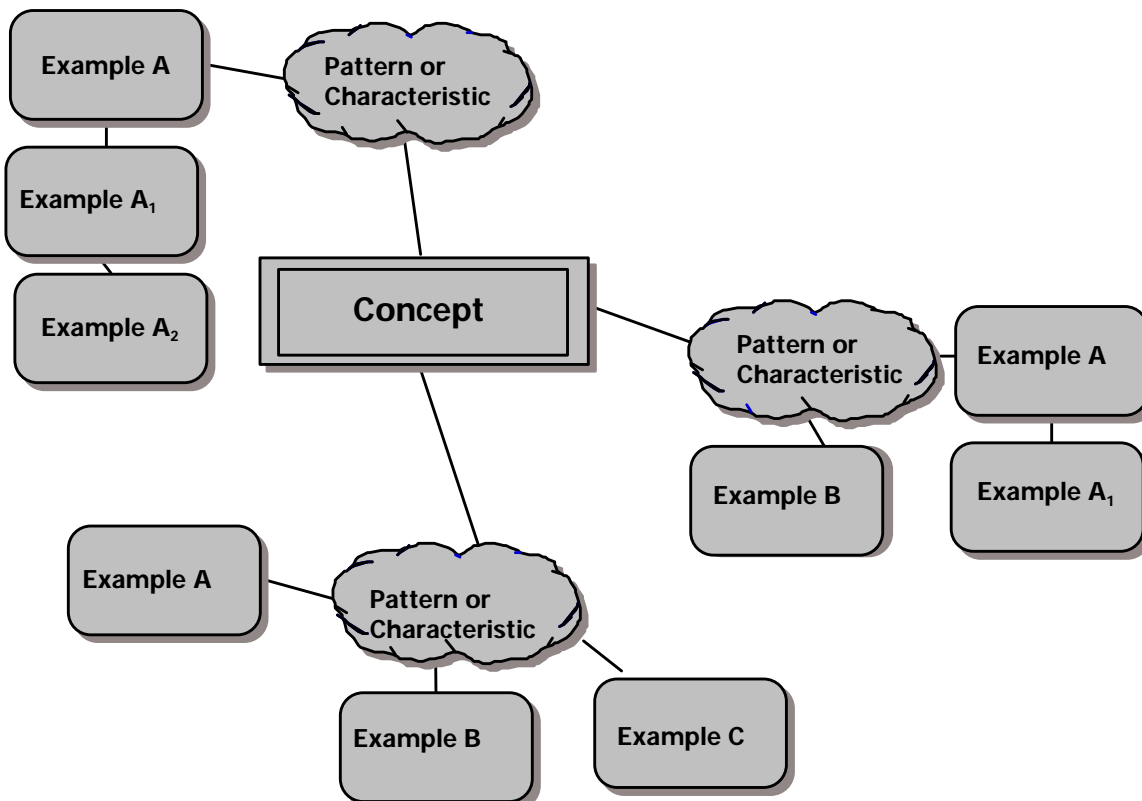 Example A
Pattern or
Characteristic
Example A₁
Example A₂
Concept
Pattern or
Characteristic
Example A
Example B
Example A₁
Example A
Pattern or
Characteristic
Example B
Example C